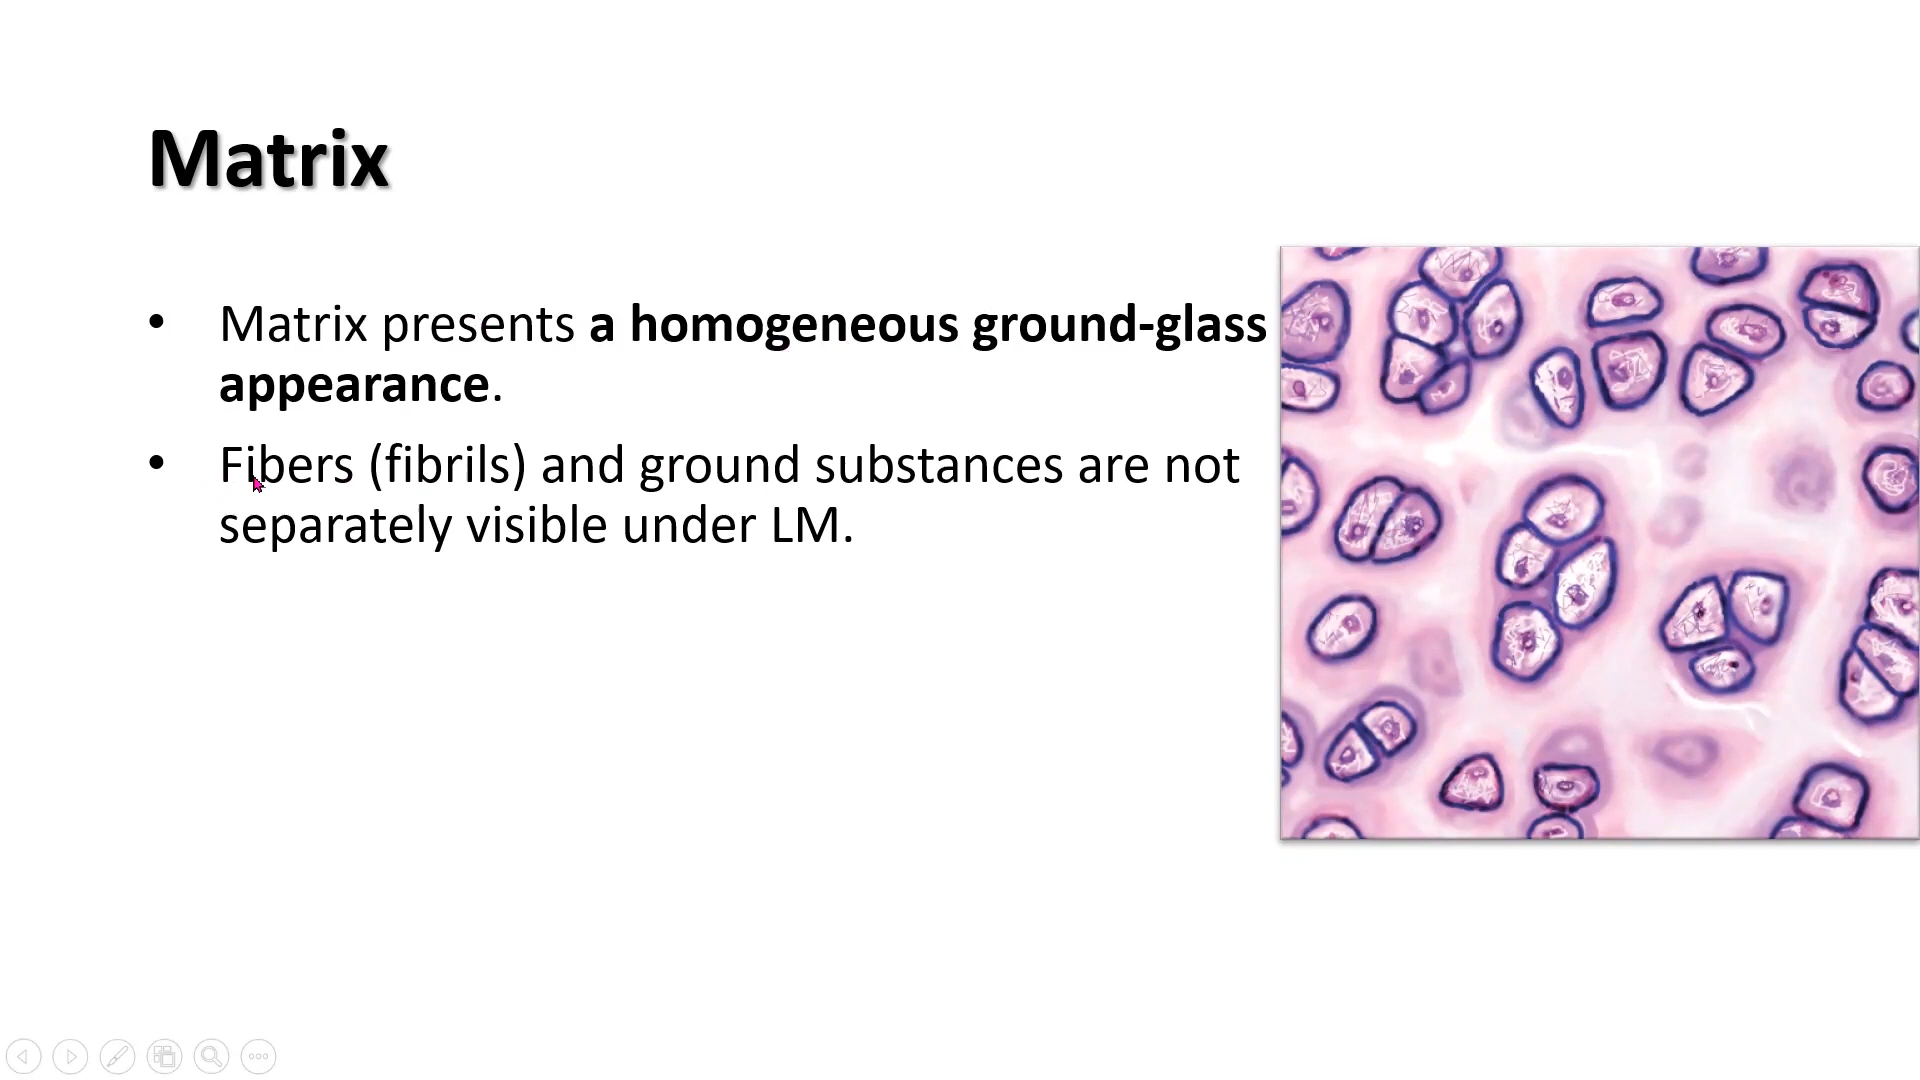 Matrix
• Matrix presents a homogeneous ground-glass
appearance.
• Fibers (fibrils) and ground substances are not
separately visible under LM.